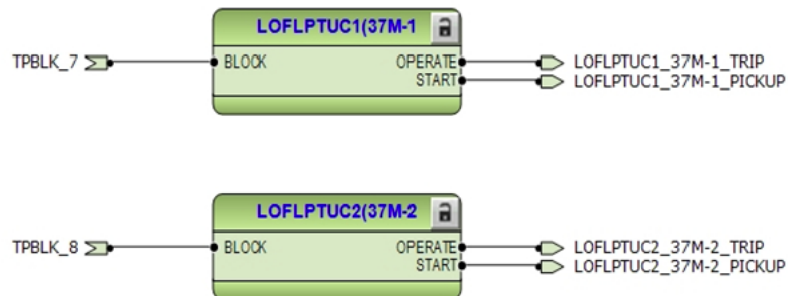 LOFLPTUC1(37M-1
TPBLK_7 BLOCK OPERATE LOFLPTUC1_37M-1_TRIP
START LOFLPTUC1_37M-1_PICKUP
LOFLPTUC2(37M-2
TPBLK_8 BLOCK OPERATE LOFLPTUC2_37M-2_TRIP
START LOFLPTUC2_37M-2_PICKUP